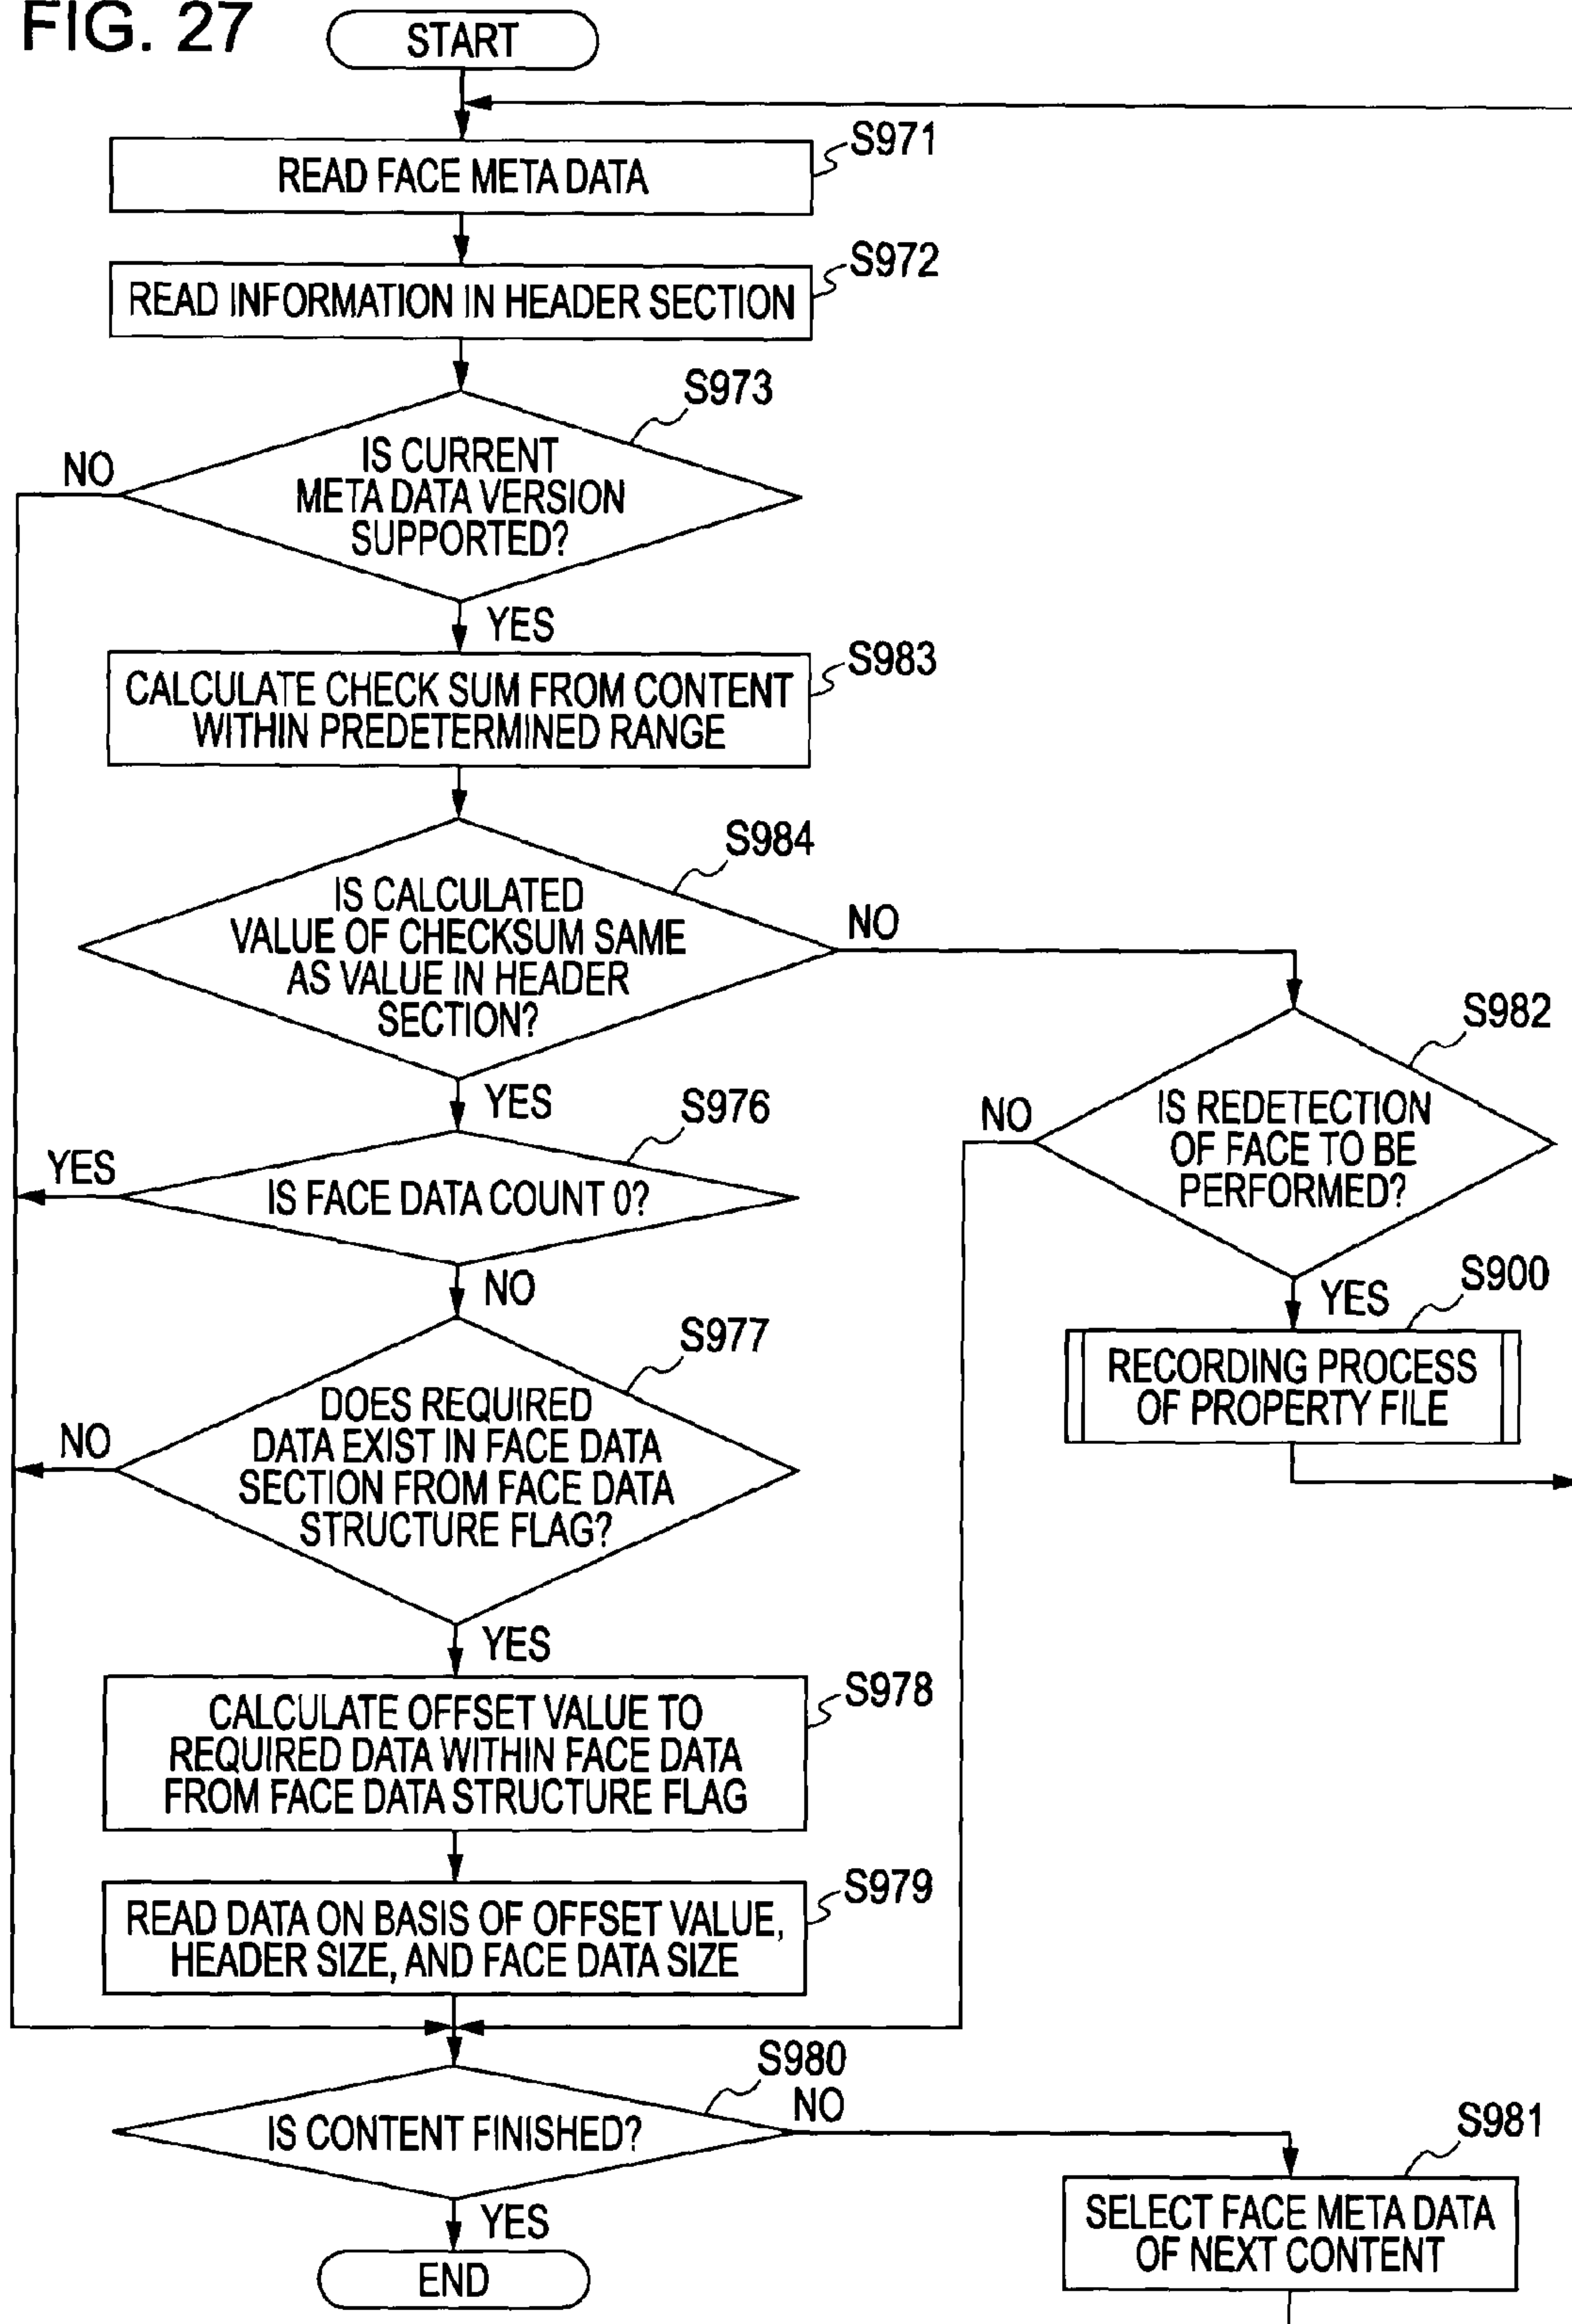 FIG. 27
START
S971
READ FACE META DATA
S972
READ INFORMATION IN HEADER SECTION
S973
NO
IS CURRENT
META DATA VERSION
SUPPORTED?
YES
S983
CALCULATE CHECK SUM FROM CONTENT
WITHIN PREDETERMINED RANGE
S984
IS CALCULATED
VALUE OF CHECKSUM SAME
AS VALUE IN HEADER
SECTION?
NO
S982
NO
IS REDETECTION
OF FACE TO BE
PERFORMED?
YES
S900
RECORDING PROCESS
OF PROPERTY FILE
YES
S976
YES
IS FACE DATA COUNT 0?
NO
S977
NO
DOES REQUIRED
DATA EXIST IN FACE DATA
SECTION FROM FACE DATA
STRUCTURE FLAG?
YES
S978
CALCULATE OFFSET VALUE TO
REQUIRED DATA WITHIN FACE DATA
FROM FACE DATA STRUCTURE FLAG
S979
READ DATA ON BASIS OF OFFSET VALUE,
HEADER SIZE, AND FACE DATA SIZE
S980
NO
IS CONTENT FINISHED?
S981
SELECT FACE META DATA
OF NEXT CONTENT
YES
END